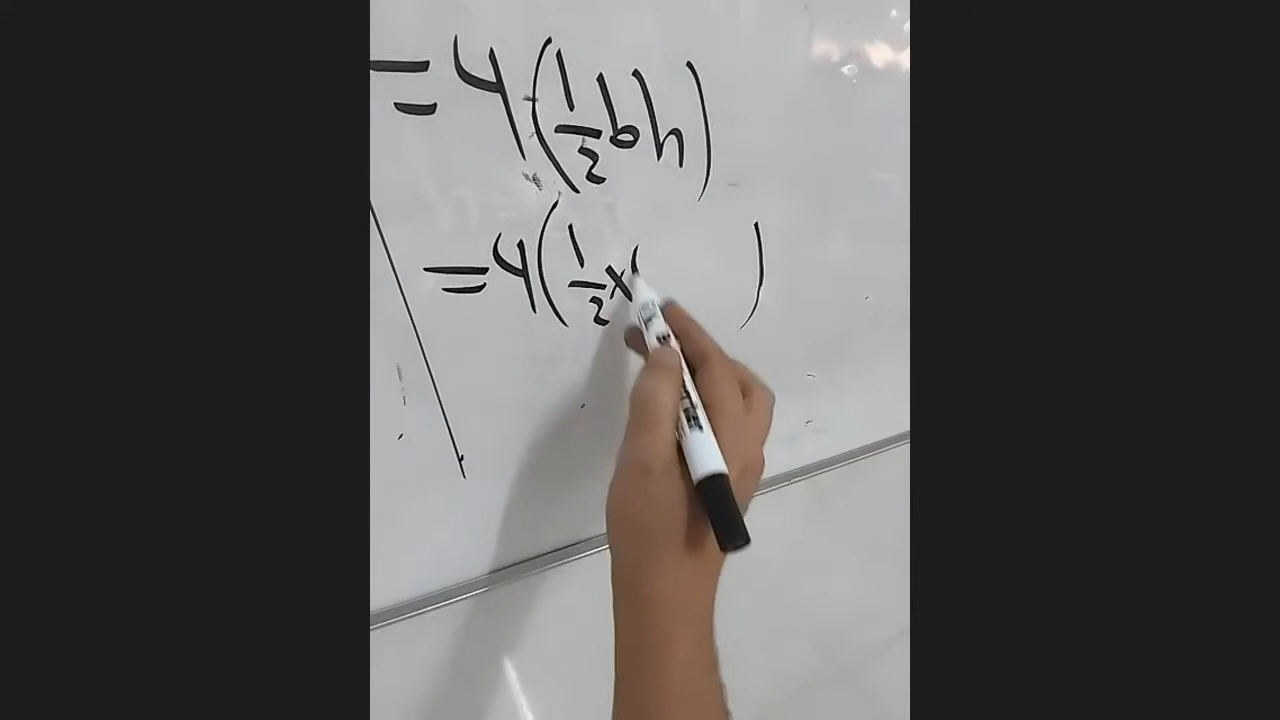 = 4(1/2 bh)
= 4(1/2 x( )